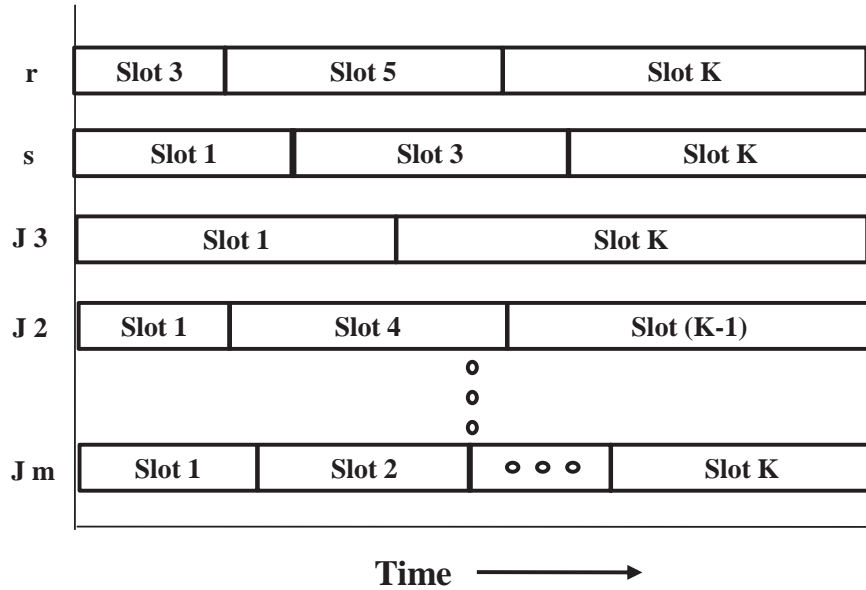 r Slot 3 Slot 5 Slot K
s Slot 1 Slot 3 Slot K
J 3 Slot 1 Slot K
J 2 Slot 1 Slot 4 Slot (K-1)
J m Slot 1 Slot 2 Slot K
Time